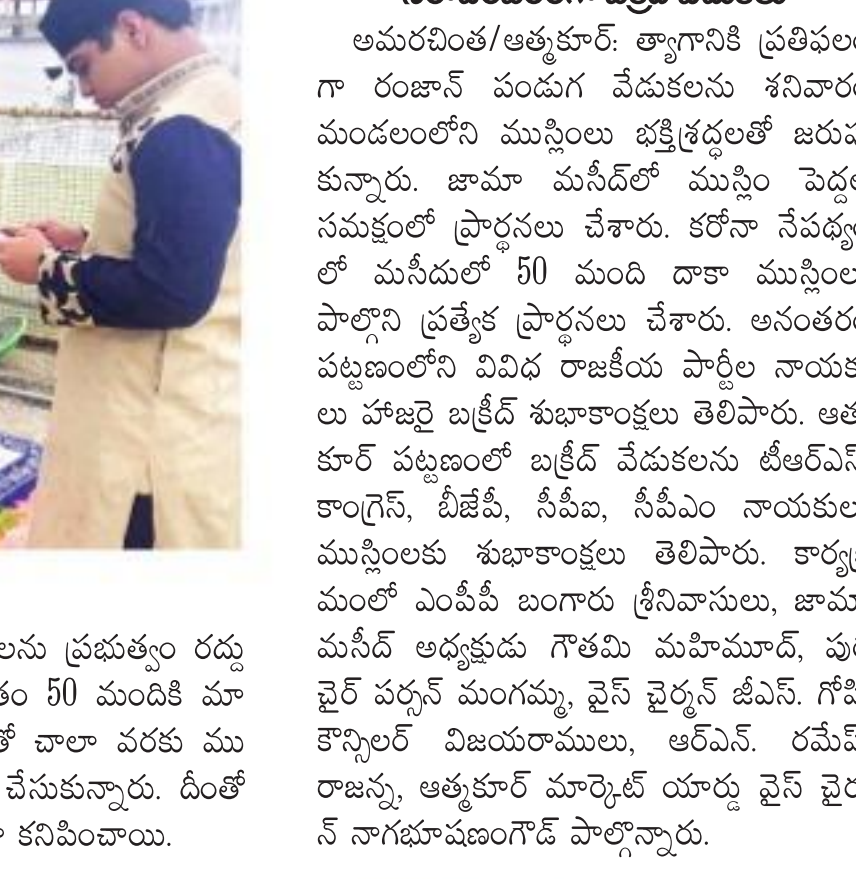 లను ప్రభుత్వం రద్దు
50 మందికి మా
తో చాలా వరకు ము
చేసుకున్నారు. దీంతో
కనిపించాయి.
అమరచింత/ఆత్మకూర్: త్యాగానికి ప్రతిఫలం
గా రంజాన్ పండుగ వేడుకలను శనివారం
మండలంలోని ముస్లింలు భక్తిశ్రద్ధలతో జరుపు
కున్నారు. జామా మసీద్‌లో ముస్లిం పెద్దల
సమక్షంలో ప్రార్థనలు చేశారు. కరోనా నేపథ్యం
లో మసీదులో 50 మంది దాకా ముస్లింలు
పాల్గొని ప్రత్యేక ప్రార్థనలు చేశారు. అనంతరం
పట్టణంలోని వివిధ రాజకీయ పార్టీల నాయకు
లు హాజరై బక్రీద్ శుభాకాంక్షలు తెలిపారు. ఆత్మ
కూర్ పట్టణంలో బక్రీద్ వేడుకలను టీఆర్ఎస్,
కాంగ్రెస్, బీజేపీ, సీపీఐ, సీపీఎం నాయకులు
ముస్లింలకు శుభాకాంక్షలు తెలిపారు. కార్యక్ర
మంలో ఎంపీపీ బంగారు శ్రీనివాసులు, జామా
మసీద్ అధ్యక్షుడు గౌతమి మహిమూద్, పుర
చైర్ పర్సన్ మంగమ్మ, వైస్ చైర్మన్ జీఎస్. గోపి
కౌన్సిలర్ విజయరాములు, ఆర్ఎన్. రమేష్
రాజన్న, ఆత్మకూర్ మార్కెట్ యార్డు వైస్ చైర్మ
న్ నాగభూషణంగౌడ్ పాల్గొన్నారు.